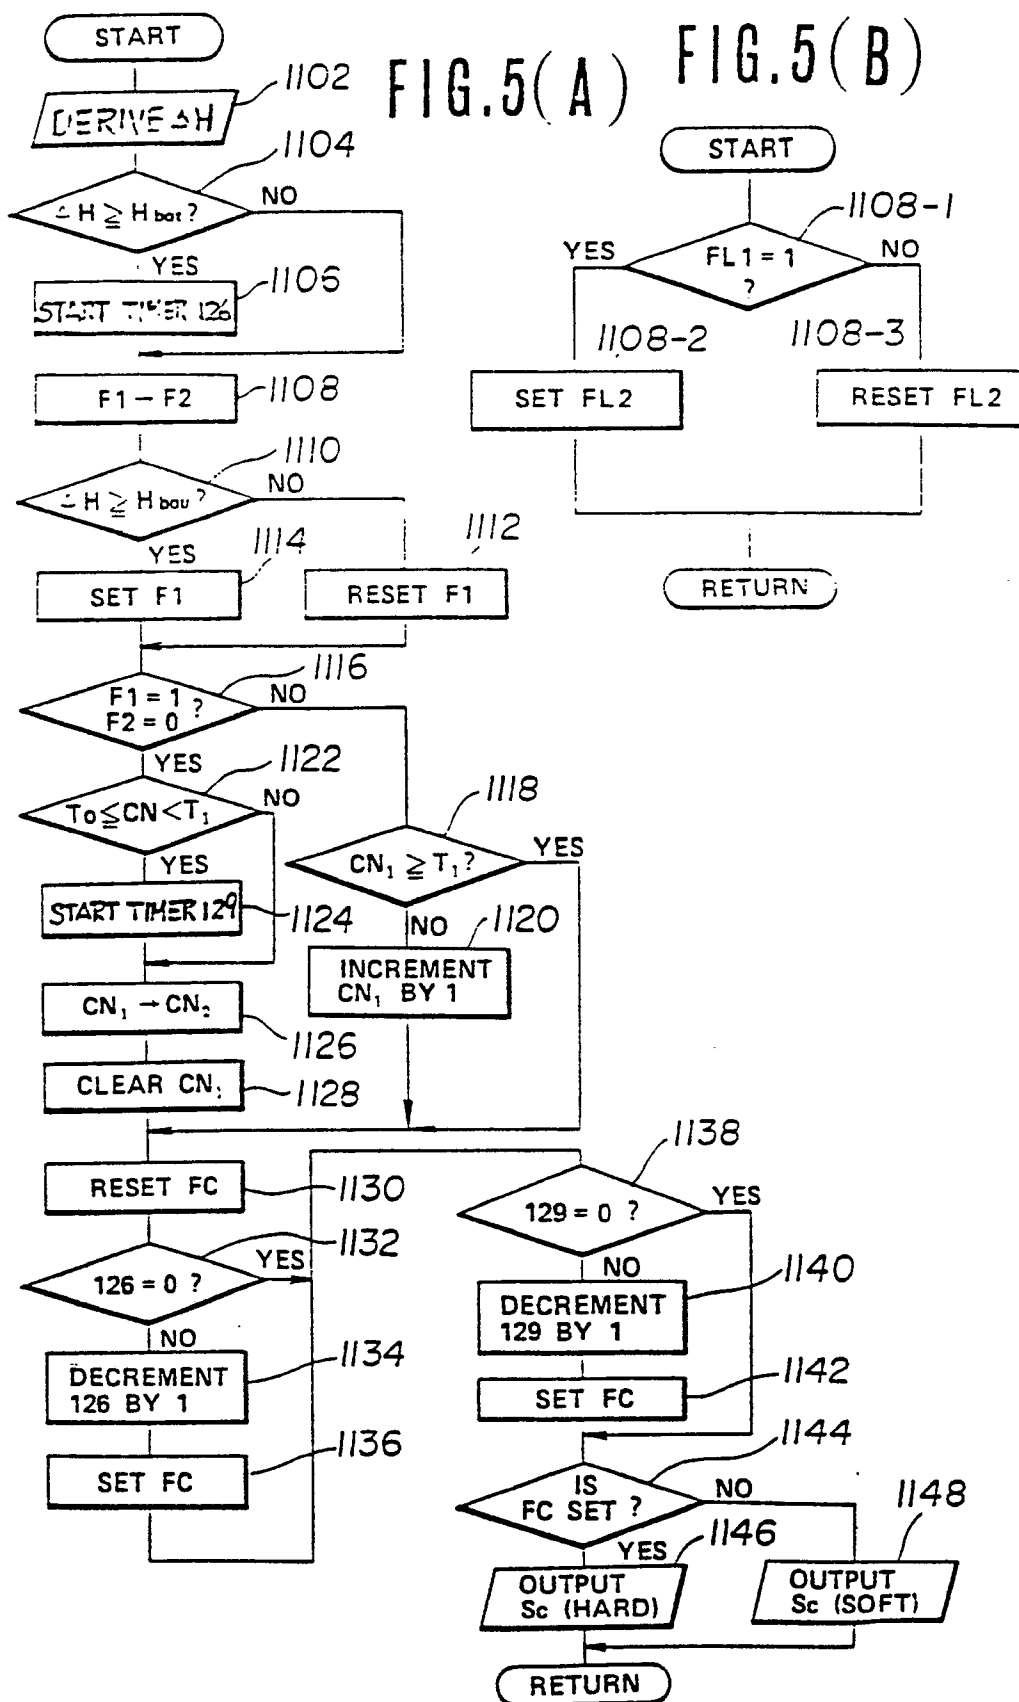 FIG.5(A)
START
1102
DERIVE △H
1104
△H ≧ Hbat?
NO
YES
1106
START TIMER 126
1108
F1 – F2
1110
△H ≧ Hbau?
NO
YES
1114
SET F1
1112
RESET F1
1116
F1 = 1
F2 = 0 ?
NO
YES
1122
To ≦ CN < T1
NO
YES
START TIMER 129
1124
CN1 → CN2
1126
CLEAR CN1
1128
1118
CN1 ≧ T1?
YES
NO
1120
INCREMENT
CN1 BY 1
RESET FC
1130
1132
126 = 0 ?
YES
NO
1134
DECREMENT
126 BY 1
1136
SET FC
1138
129 = 0 ?
YES
NO
1140
DECREMENT
129 BY 1
1142
SET FC
1144
IS
FC SET ?
NO
YES
1146
OUTPUT
Sc (HARD)
1148
OUTPUT
Sc (SOFT)
RETURN
FIG.5(B)
START
1108-1
FL1 = 1
?
YES
NO
1108-2
SET FL2
1108-3
RESET FL2
RETURN